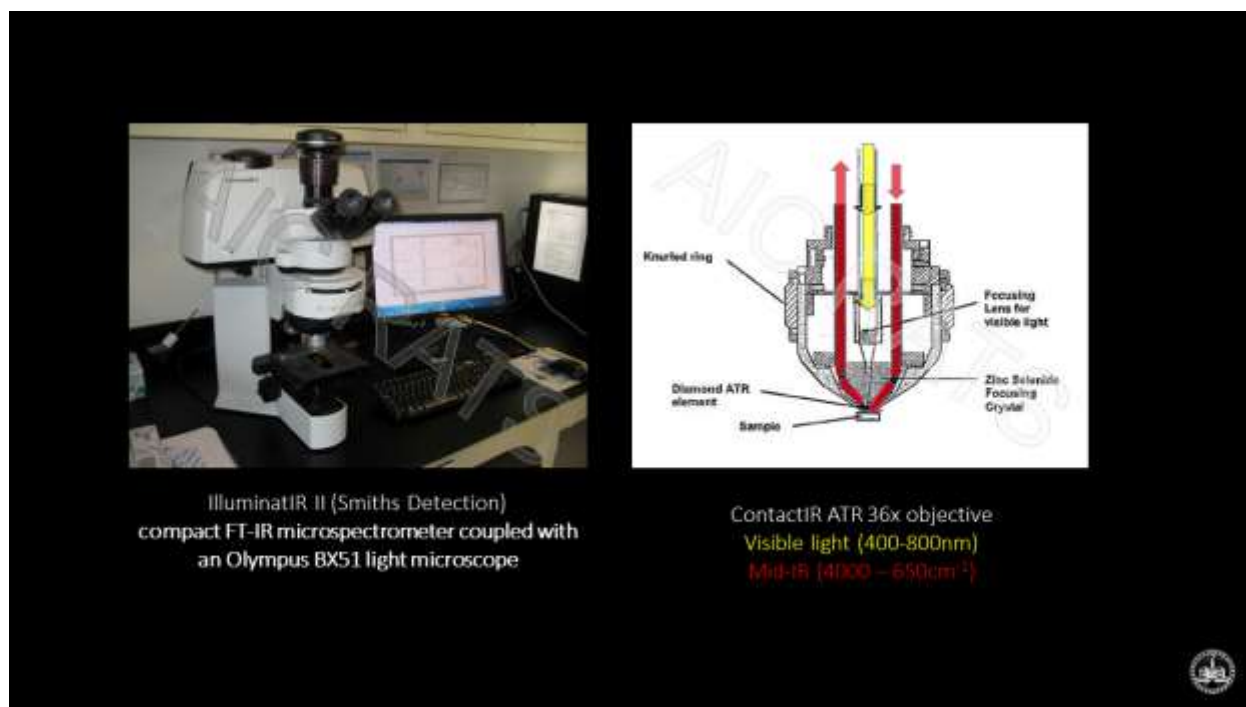 IlluminatIR II (Smiths Detection)
compact FT-IR microspectrometer coupled with
an Olympus BX51 light microscope
Knurled ring
Focusing
Lens for
visible light
Diamond ATR
element
Zinc Selenide
Focusing
Crystal
Sample
ContactIR ATR 36x objective
Visible light (400-800nm)
Mid-IR (4000 – 650cm⁻¹)